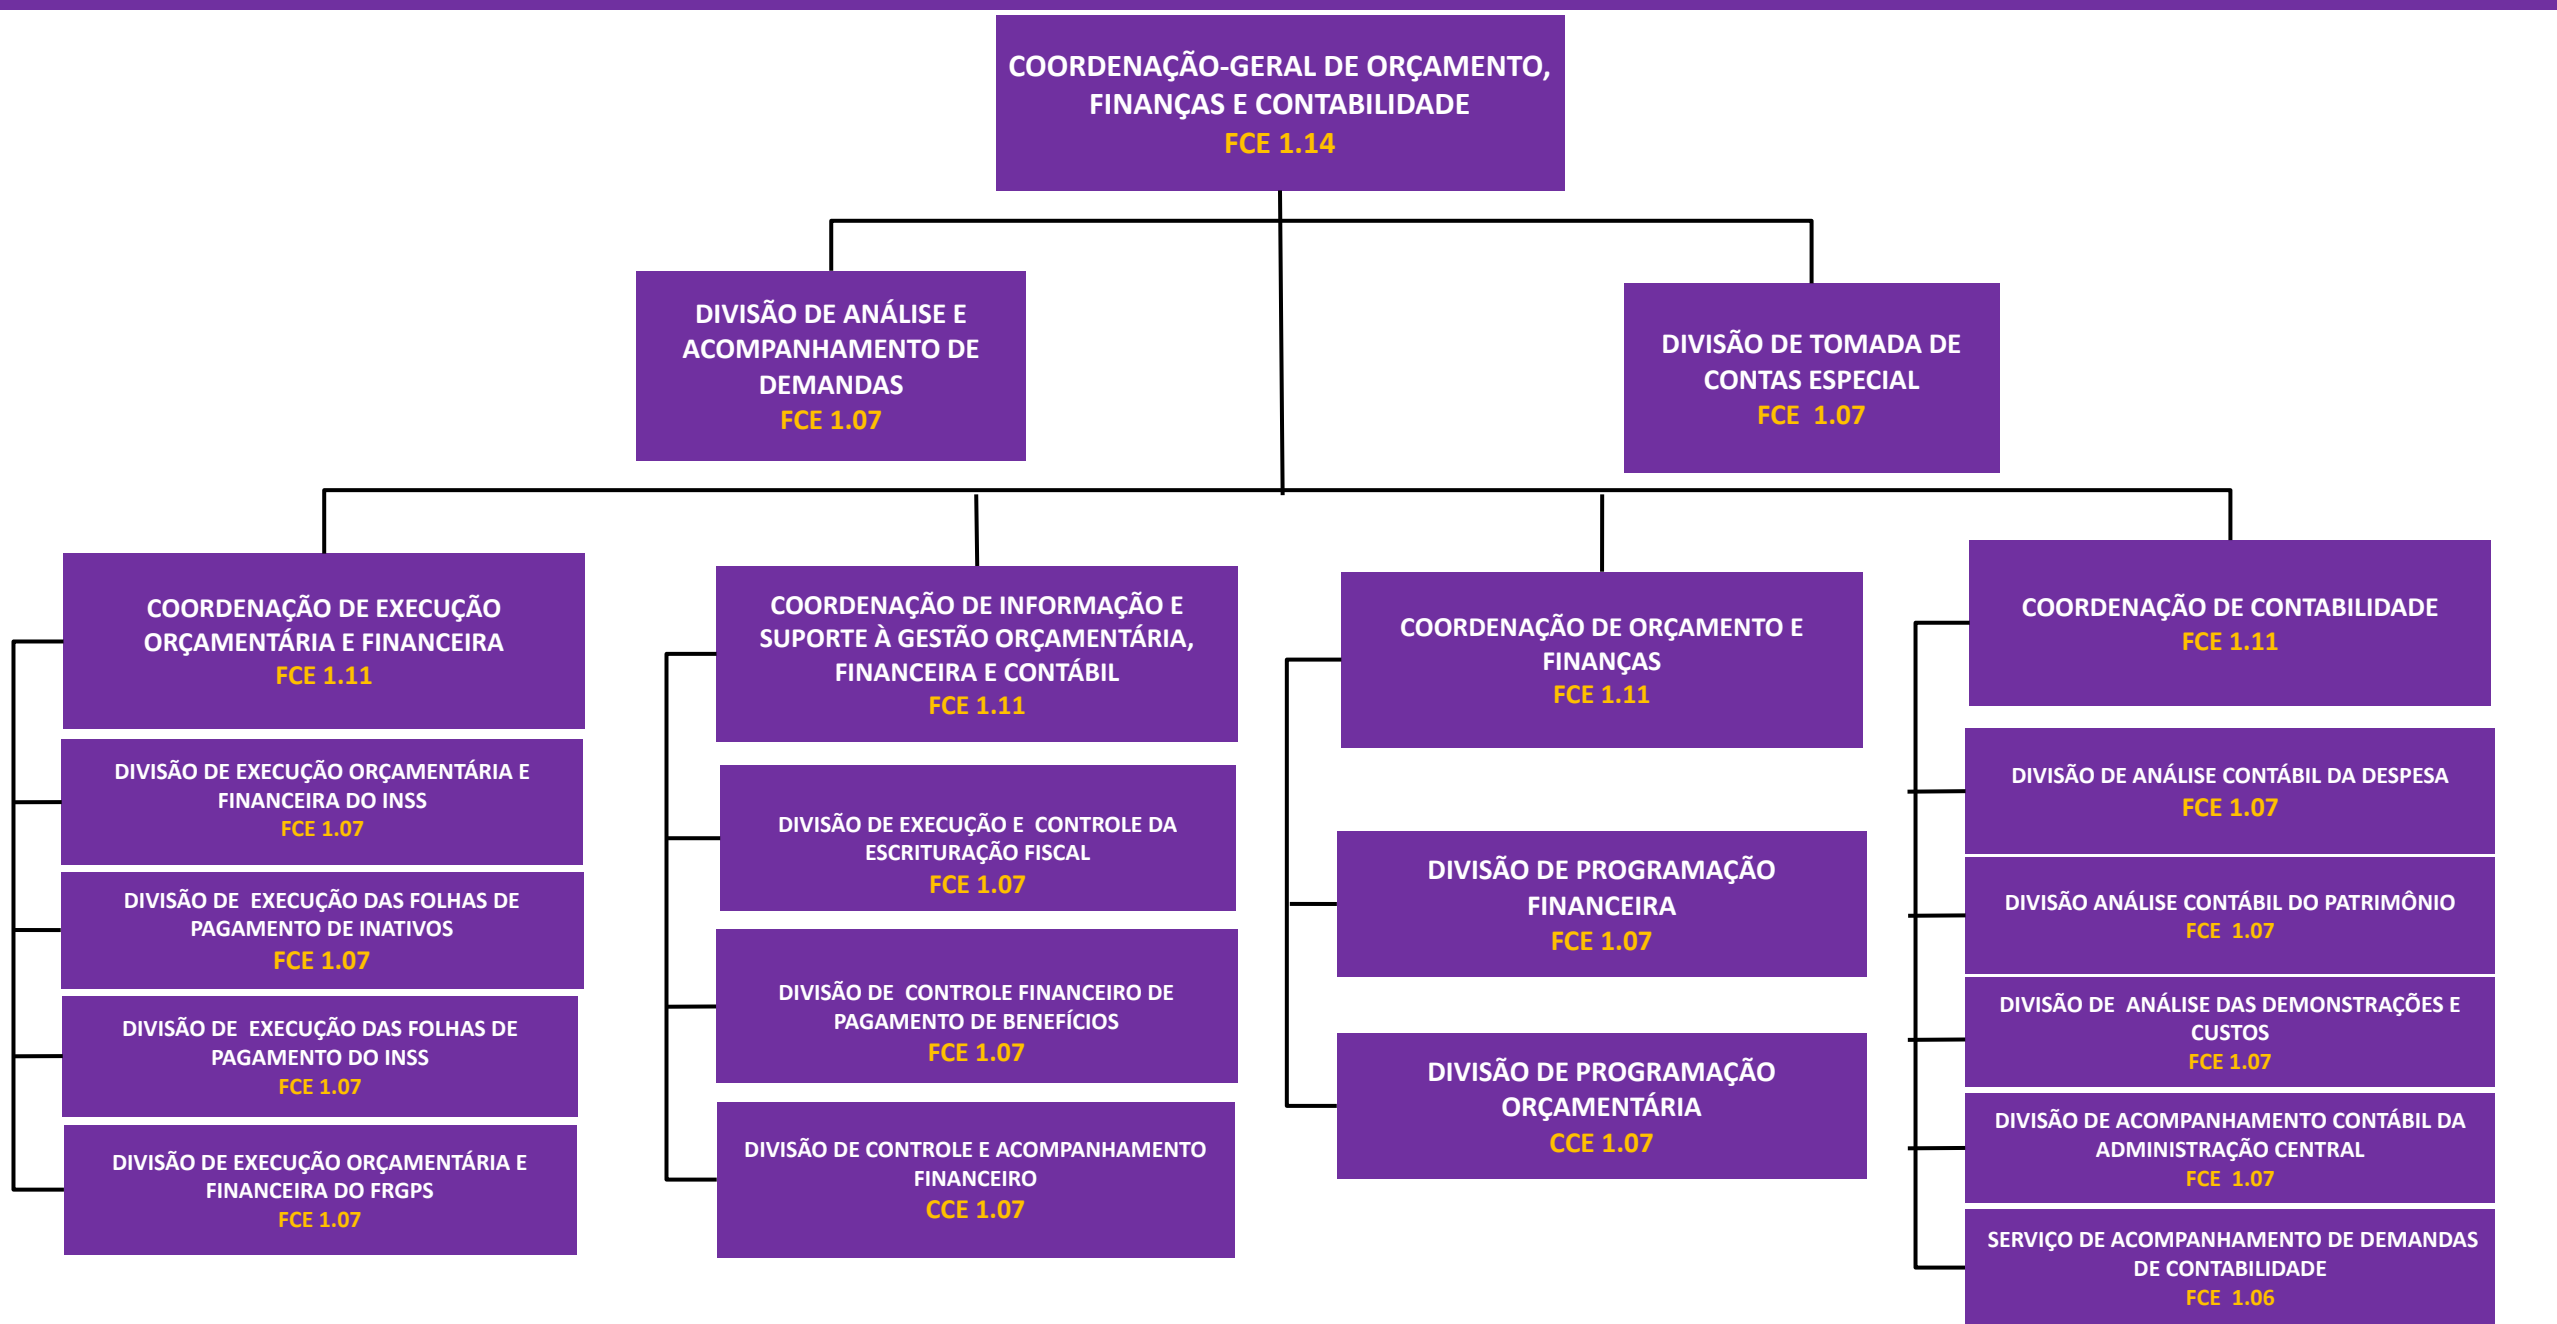 COORDENAÇÃO-GERAL DE ORÇAMENTO,
FINANÇAS E CONTABILIDADE
FCE 1.14
DIVISÃO DE ANÁLISE E
ACOMPANHAMENTO DE
DEMANDAS
FCE 1.07
DIVISÃO DE TOMADA DE
CONTAS ESPECIAL
FCE 1.07
COORDENAÇÃO DE EXECUÇÃO
ORÇAMENTÁRIA E FINANCEIRA
FCE 1.11
DIVISÃO DE EXECUÇÃO ORÇAMENTÁRIA E
FINANCEIRA DO INSS
FCE 1.07
DIVISÃO DE EXECUÇÃO DAS FOLHAS DE
PAGAMENTO DE INATIVOS
FCE 1.07
DIVISÃO DE EXECUÇÃO DAS FOLHAS DE
PAGAMENTO DO INSS
FCE 1.07
DIVISÃO DE EXECUÇÃO ORÇAMENTÁRIA E
FINANCEIRA DO FRGPS
FCE 1.07
COORDENAÇÃO DE INFORMAÇÃO E
SUPORTE À GESTÃO ORÇAMENTÁRIA,
FINANCEIRA E CONTÁBIL
FCE 1.11
DIVISÃO DE EXECUÇÃO E CONTROLE DA
ESCRITURAÇÃO FISCAL
FCE 1.07
DIVISÃO DE CONTROLE FINANCEIRO DE
PAGAMENTO DE BENEFÍCIOS
FCE 1.07
DIVISÃO DE CONTROLE E ACOMPANHAMENTO
FINANCEIRO
CCE 1.07
COORDENAÇÃO DE ORÇAMENTO E
FINANÇAS
FCE 1.11
DIVISÃO DE PROGRAMAÇÃO
FINANCEIRA
FCE 1.07
DIVISÃO DE PROGRAMAÇÃO
ORÇAMENTÁRIA
CCE 1.07
COORDENAÇÃO DE CONTABILIDADE
FCE 1.11
DIVISÃO DE ANÁLISE CONTÁBIL DA DESPESA
FCE 1.07
DIVISÃO ANÁLISE CONTÁBIL DO PATRIMÔNIO
FCE 1.07
DIVISÃO DE ANÁLISE DAS DEMONSTRAÇÕES E
CUSTOS
FCE 1.07
DIVISÃO DE ACOMPANHAMENTO CONTÁBIL DA
ADMINISTRAÇÃO CENTRAL
FCE 1.07
SERVIÇO DE ACOMPANHAMENTO DE DEMANDAS
DE CONTABILIDADE
FCE 1.06